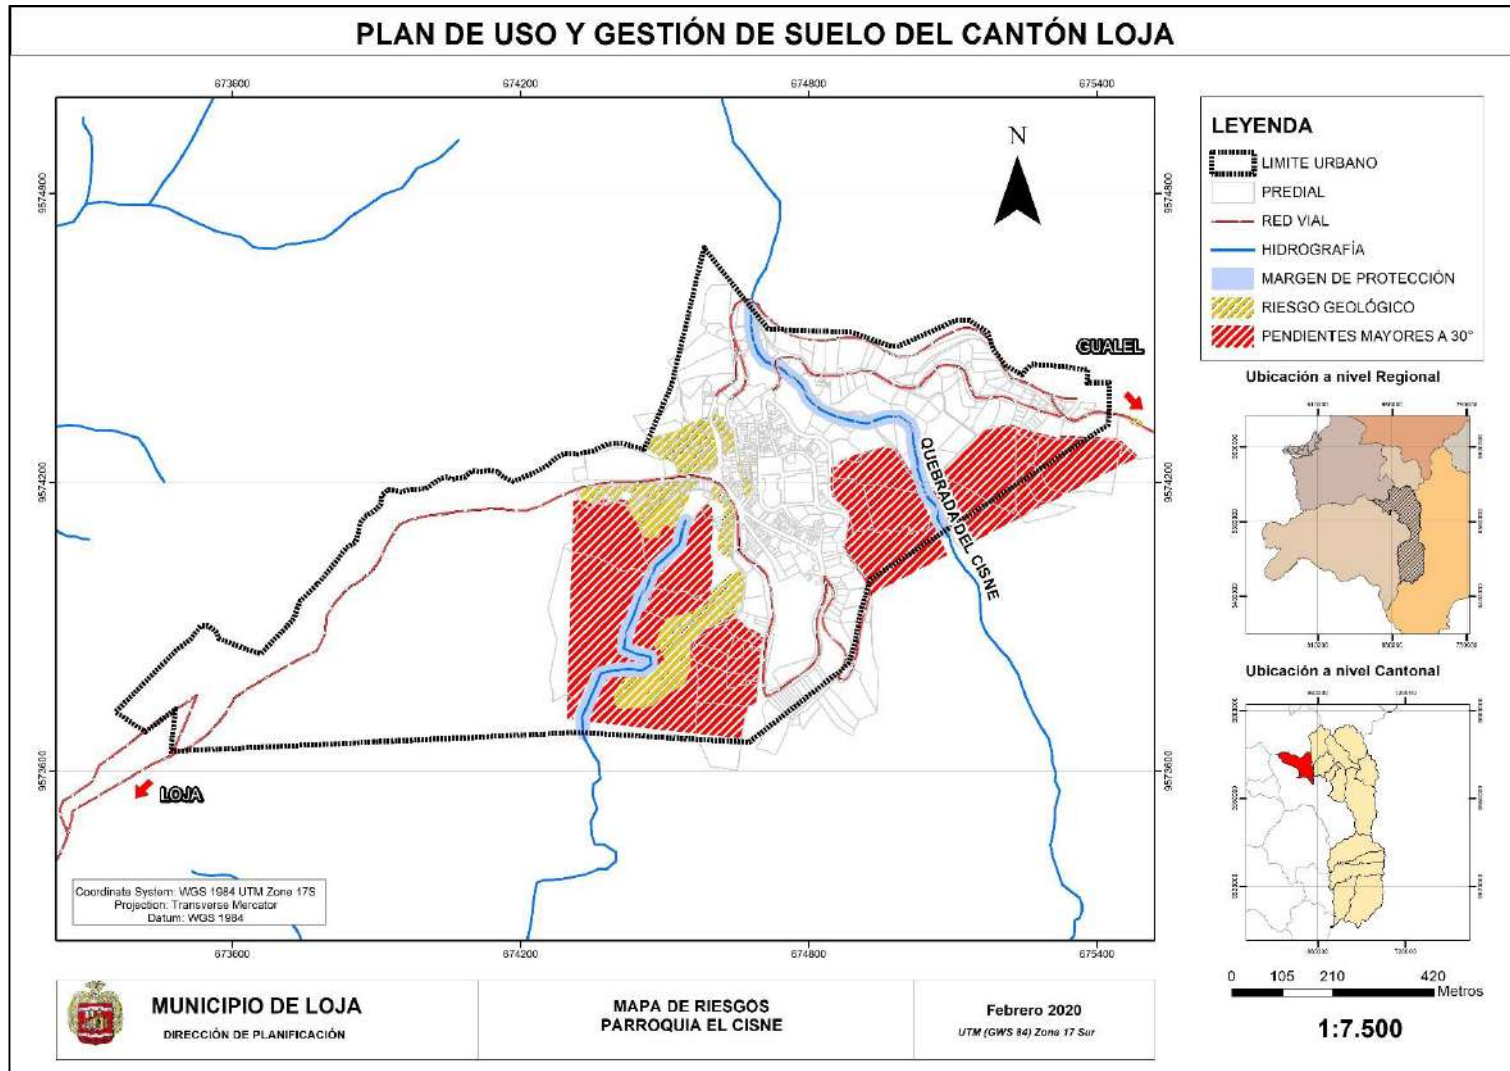 PLAN DE USO Y GESTIÓN DE SUELO DEL CANTÓN LOJA
673600 674200 674800 675400
9574800
9574200
9573600
9574800
9574200
9573600
N
GUALEL
QUEBRADA DEL CISNE
LOJA
Coordinate System: WGS 1984 UTM Zone 17S
Projection: Transverse Mercator
Datum: WGS 1984
673600 674200 674800 675400
LEYENDA
LIMITE URBANO
PREDIAL
RED VIAL
HIDROGRAFÍA
MARGEN DE PROTECCIÓN
RIESGO GEOLÓGICO
PENDIENTES MAYORES A 30°
Ubicación a nivel Regional
Ubicación a nivel Cantonal
0 105 210 420
Metros
1:7.500
MUNICIPIO DE LOJA
DIRECCIÓN DE PLANIFICACIÓN
MAPA DE RIESGOS
PARROQUIA EL CISNE
Febrero 2020
UTM (GWS 84) Zona 17 Sur